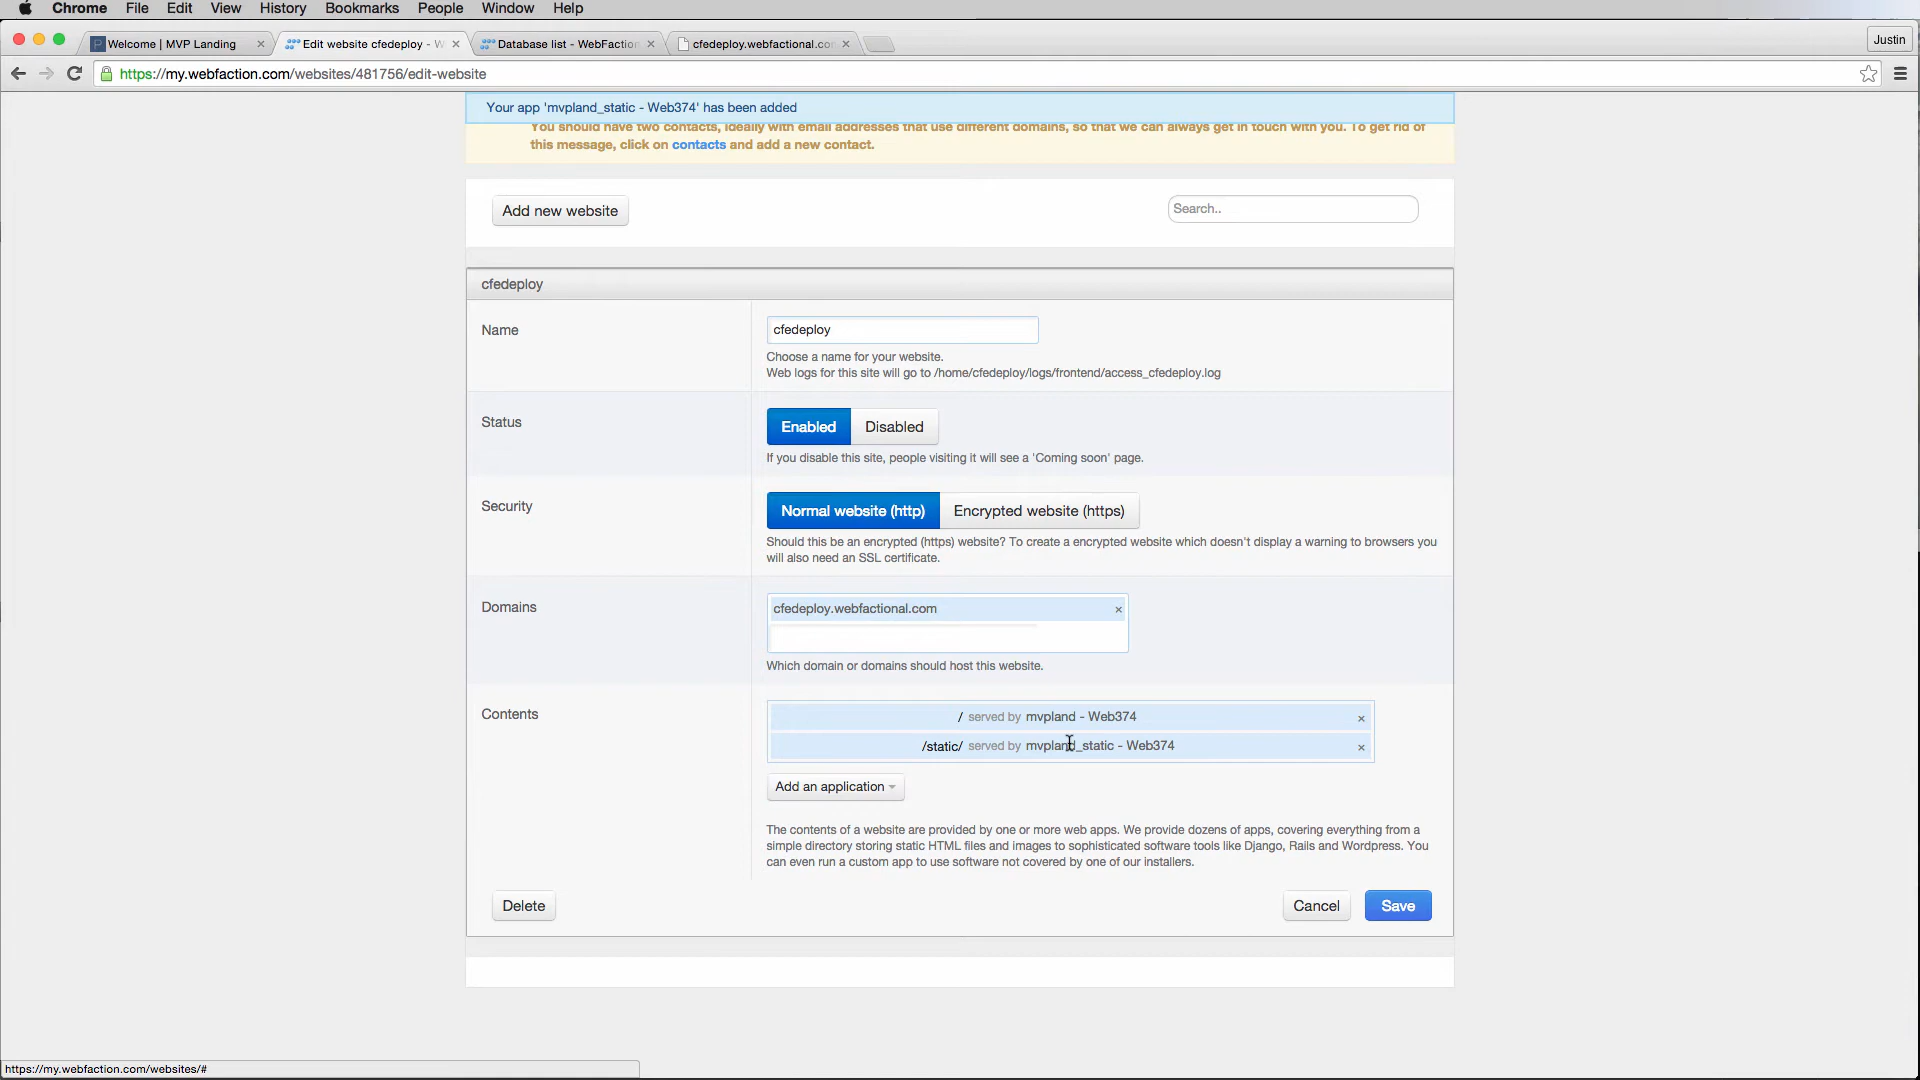 Chrome File Edit View History Bookmarks People Window Help
Welcome | MVP Landing
Edit website cfedeploy - W
Database list - WebFaction
cfedeploy.webfactional.co
Justin
https://my.webfaction.com/websites/481756/edit-website
Your app 'mvpland_static - Web374' has been added
You should have two contacts, ideally with email addresses that use different domains, so that we can always get in touch with you. To get rid of
this message, click on contacts and add a new contact.
Add new website
Search..
cfedeploy
Name
cfedeploy
Choose a name for your website.
Web logs for this site will go to /home/cfedeploy/logs/frontend/access_cfedeploy.log
Status
Enabled Disabled
If you disable this site, people visiting it will see a 'Coming soon' page.
Security
Normal website (http) Encrypted website (https)
Should this be an encrypted (https) website? To create a encrypted website which doesn't display a warning to browsers you
will also need an SSL certificate.
Domains
cfedeploy.webfactional.com ×
Which domain or domains should host this website.
Contents
/ served by mvpland - Web374 ×
/static/ served by mvpland_static - Web374 ×
Add an application
The contents of a website are provided by one or more web apps. We provide dozens of apps, covering everything from a
simple directory storing static HTML files and images to sophisticated software tools like Django, Rails and Wordpress. You
can even run a custom app to use software not covered by one of our installers.
Delete
Cancel
Save
https://my.webfaction.com/websites/#